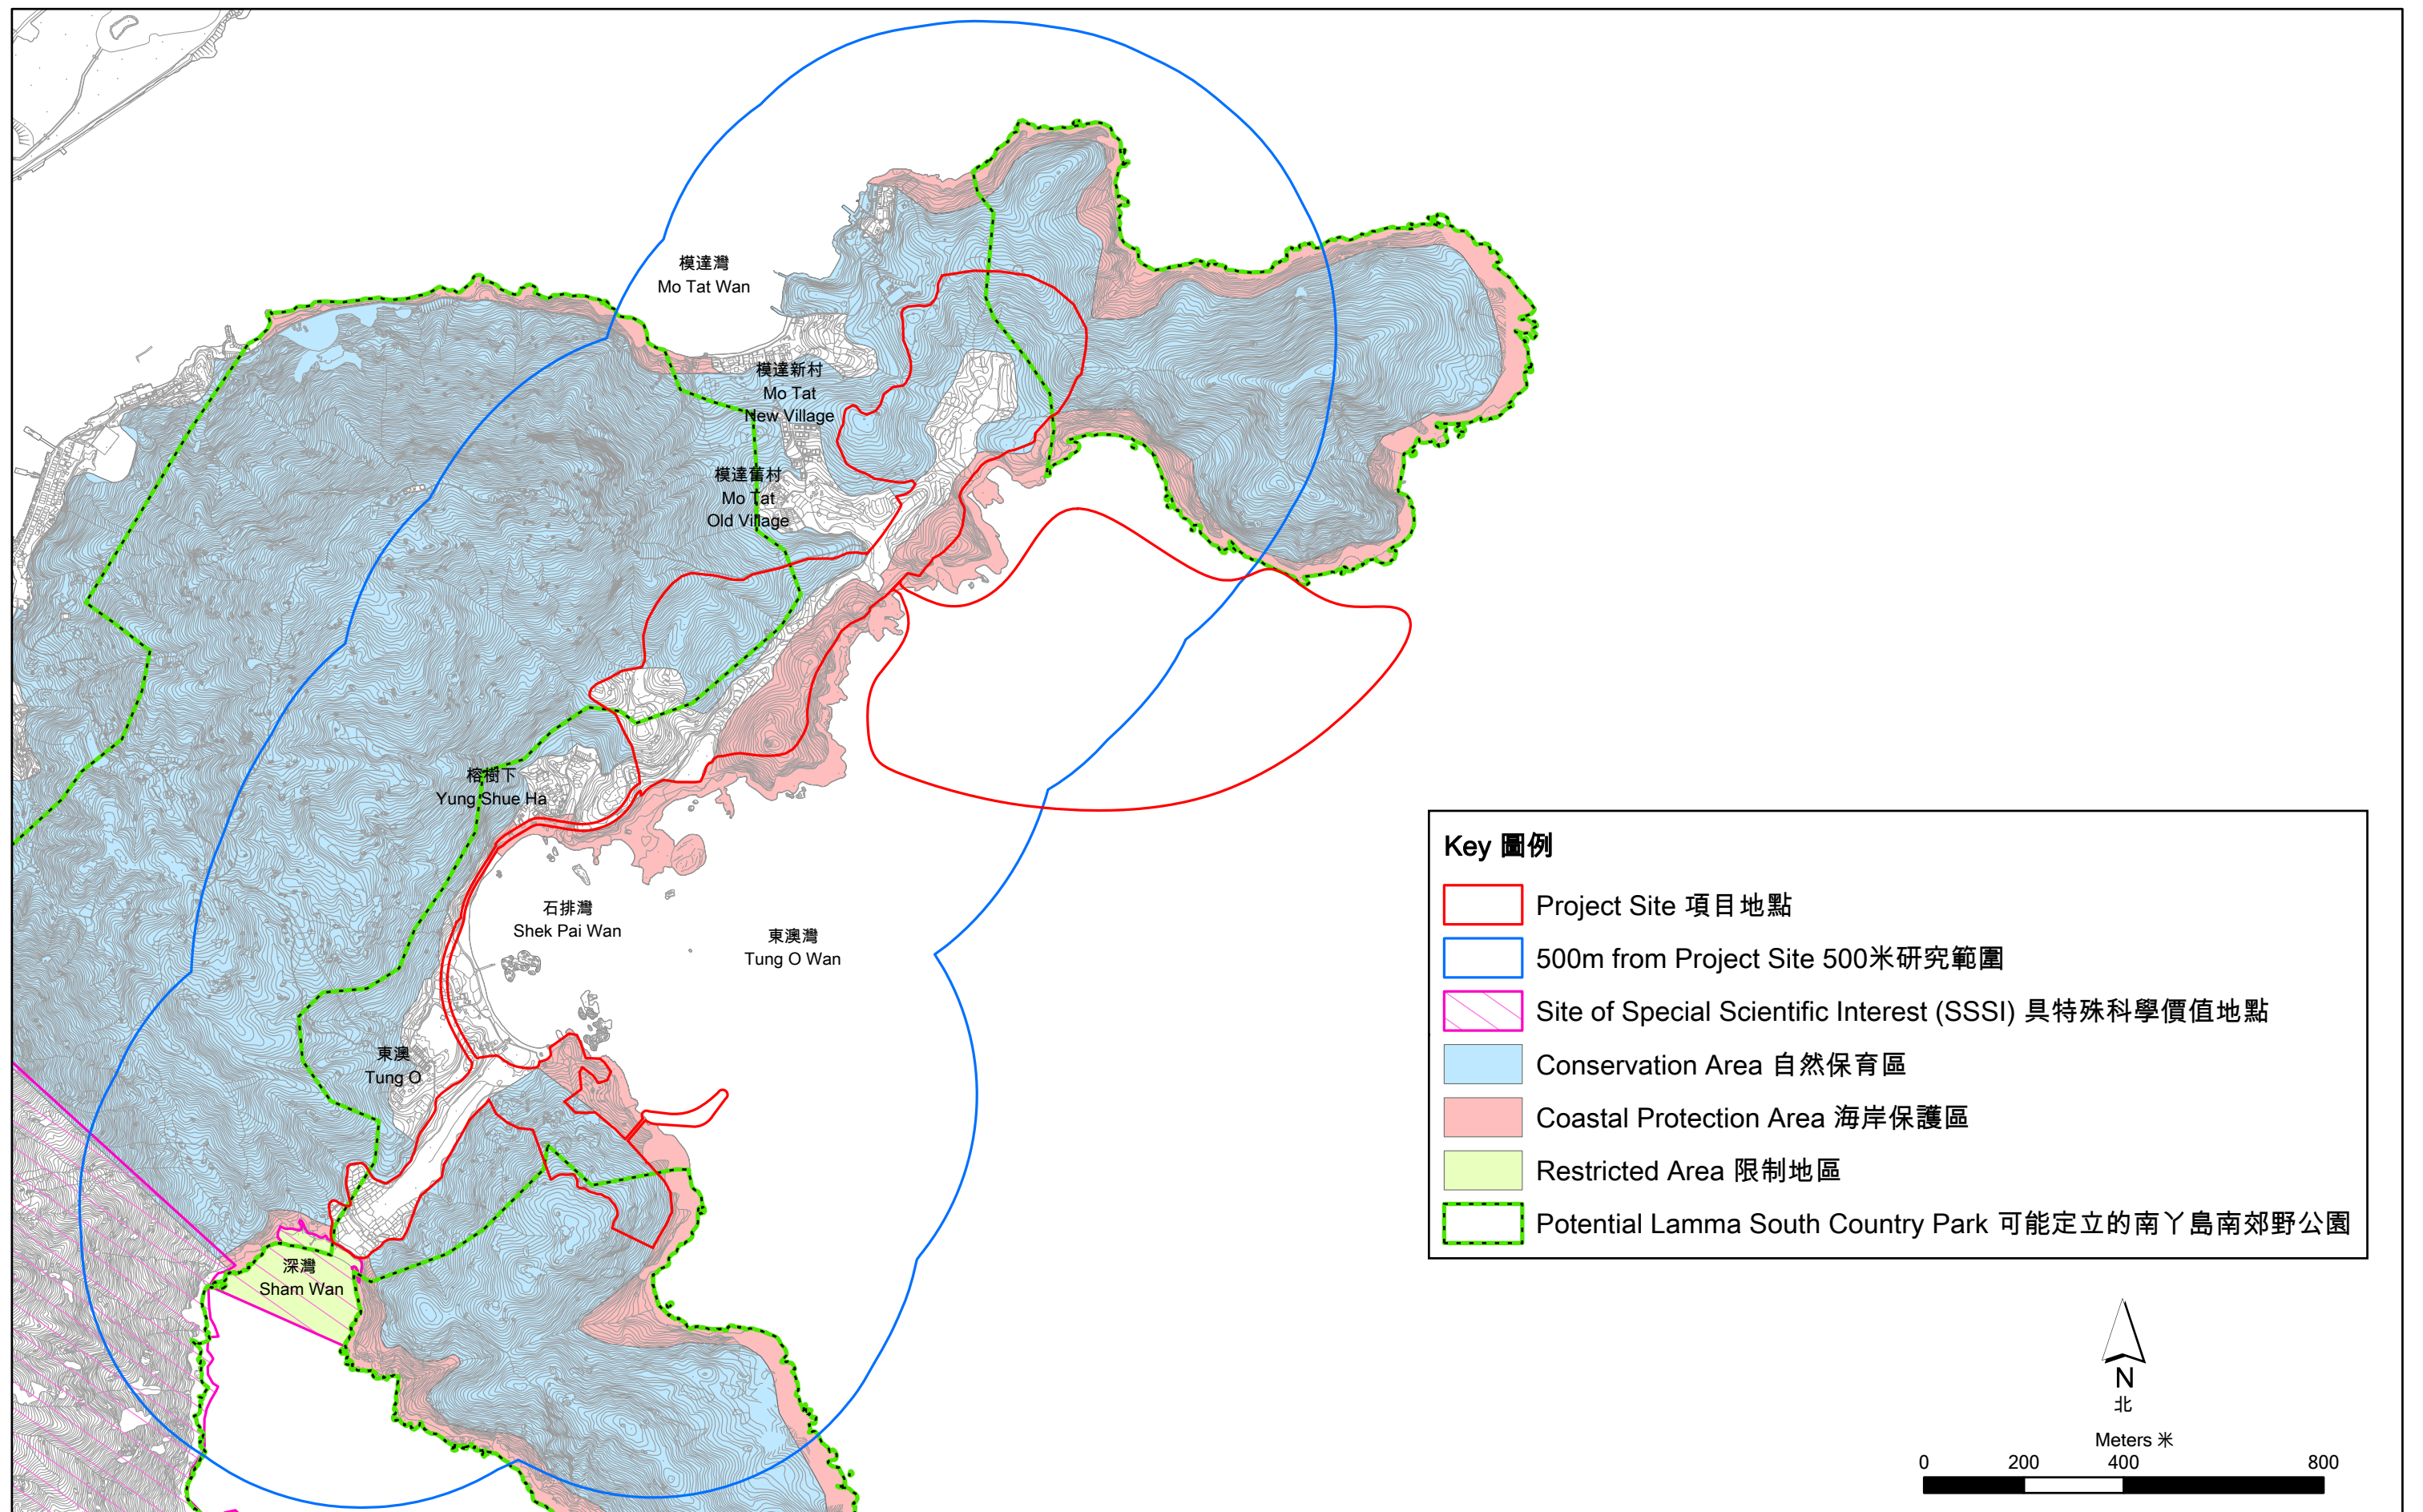 模達灣
Mo Tat Wan
模達新村
Mo Tat
New Village
模達舊村
Mo Tat
Old Village
榕樹下
Yung Shue Ha
石排灣
Shek Pai Wan
東澳灣
Tung O Wan
東澳
Tung O
深灣
Sham Wan
Key 圖例
Project Site 項目地點
500m from Project Site 500米研究範圍
Site of Special Scientific Interest (SSSI) 具特殊科學價值地點
Conservation Area 自然保育區
Coastal Protection Area 海岸保護區
Restricted Area 限制地區
Potential Lamma South Country Park 可能定立的南丫島南郊野公園
N
北
Meters 米
0 200 400 800